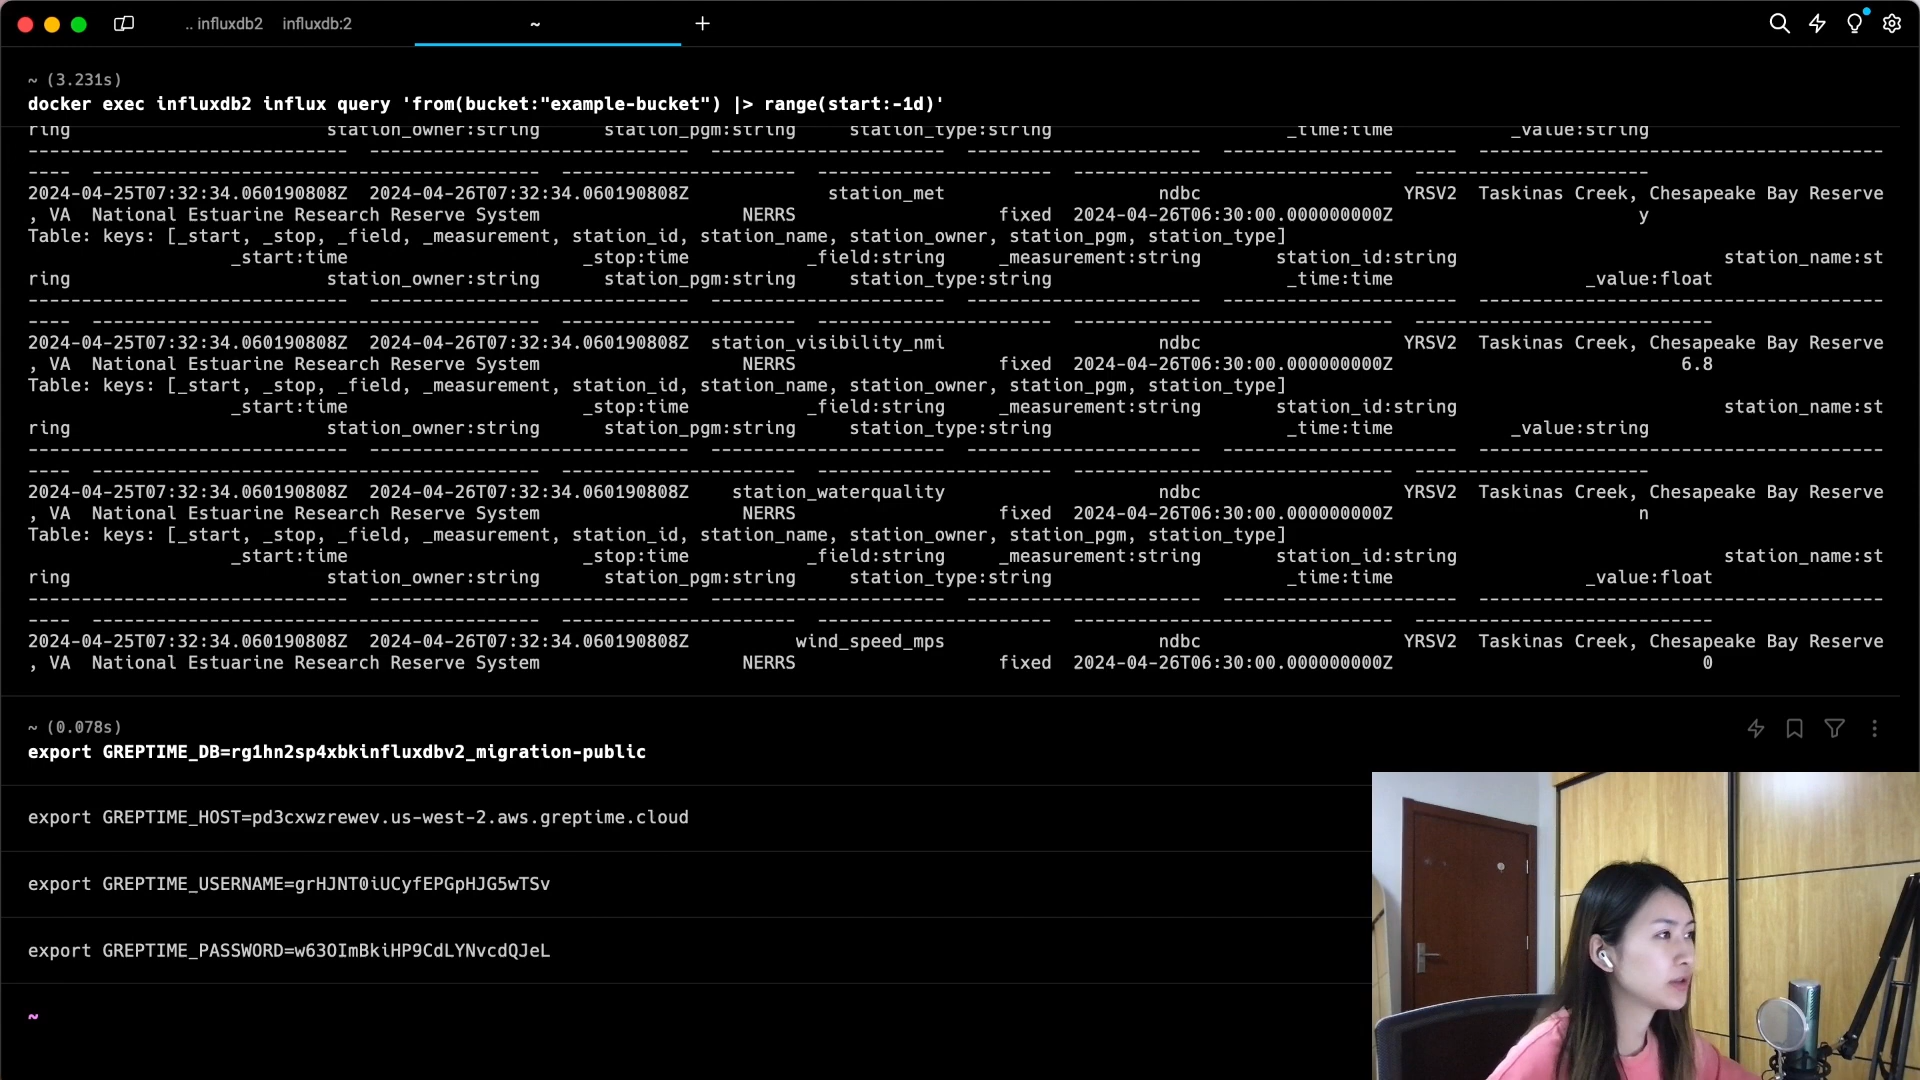 .. influxdb2 influxdb:2 ~ +
~ (3.231s)
docker exec influxdb2 influx query 'from(bucket:"example-bucket") |> range(start:-1d)'
ring station_owner:string station_pgm:string station_type:string _time:time _value:string
------------------------------ ------------------------------ ---------------------- ---------------------- ---------------------- --------------------------------------
---- ------------------------------------------ ---------------------- ---------------------- ------------------------------ ----------------------
2024-04-25T07:32:34.060190808Z 2024-04-26T07:32:34.060190808Z station_met ndbc YRSV2 Taskinas Creek, Chesapeake Bay Reserve
, VA National Estuarine Research Reserve System NERRS fixed 2024-04-26T06:30:00.000000000Z y
Table: keys: [_start, _stop, _field, _measurement, station_id, station_name, station_owner, station_pgm, station_type]
_start:time _stop:time _field:string _measurement:string station_id:string station_name:st
ring station_owner:string station_pgm:string station_type:string _time:time _value:float
------------------------------ ------------------------------ ---------------------- ---------------------- ---------------------- --------------------------------------
---- ------------------------------------------ ---------------------- ---------------------- ------------------------------ ----------------------------
2024-04-25T07:32:34.060190808Z 2024-04-26T07:32:34.060190808Z station_visibility_nmi ndbc YRSV2 Taskinas Creek, Chesapeake Bay Reserve
, VA National Estuarine Research Reserve System NERRS fixed 2024-04-26T06:30:00.000000000Z 6.8
Table: keys: [_start, _stop, _field, _measurement, station_id, station_name, station_owner, station_pgm, station_type]
_start:time _stop:time _field:string _measurement:string station_id:string station_name:st
ring station_owner:string station_pgm:string station_type:string _time:time _value:string
------------------------------ ------------------------------ ---------------------- ---------------------- ---------------------- --------------------------------------
---- ------------------------------------------ ---------------------- ---------------------- ------------------------------ ----------------------
2024-04-25T07:32:34.060190808Z 2024-04-26T07:32:34.060190808Z station_waterquality ndbc YRSV2 Taskinas Creek, Chesapeake Bay Reserve
, VA National Estuarine Research Reserve System NERRS fixed 2024-04-26T06:30:00.000000000Z n
Table: keys: [_start, _stop, _field, _measurement, station_id, station_name, station_owner, station_pgm, station_type]
_start:time _stop:time _field:string _measurement:string station_id:string station_name:st
ring station_owner:string station_pgm:string station_type:string _time:time _value:float
------------------------------ ------------------------------ ---------------------- ---------------------- ---------------------- --------------------------------------
---- ------------------------------------------ ---------------------- ---------------------- ------------------------------ ----------------------------
2024-04-25T07:32:34.060190808Z 2024-04-26T07:32:34.060190808Z wind_speed_mps ndbc YRSV2 Taskinas Creek, Chesapeake Bay Reserve
, VA National Estuarine Research Reserve System NERRS fixed 2024-04-26T06:30:00.000000000Z 0
~ (0.078s)
export GREPTIME_DB=rg1hn2sp4xbkinfluxdbv2_migration-public
export GREPTIME_HOST=pd3cxwzrewev.us-west-2.aws.greptime.cloud
export GREPTIME_USERNAME=grHJNT0iUCyfEPGpHJG5wTSv
export GREPTIME_PASSWORD=w63OImBkiHP9CdLYNvcdQJeL
~